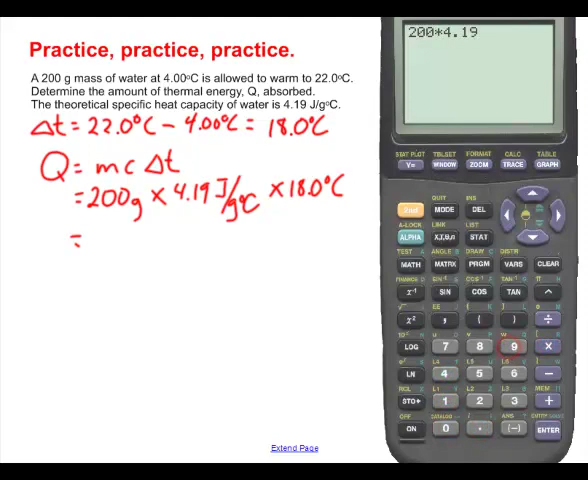 Practice, practice, practice.
A 200 g mass of water at 4.00°C is allowed to warm to 22.0°C.
Determine the amount of thermal energy, Q, absorbed.
The theoretical specific heat capacity of water is 4.19 J/g°C.
Δt = 22.0°C − 4.00°C = 18.0°C
Q = mcΔt
= 200g × 4.19 J/g°C × 18.0°C
=
Extend Page
200*4.19
STAT PLOT TBLSET FORMAT CALC TABLE
Y= WINDOW ZOOM TRACE GRAPH
QUIT INS
2nd MODE DEL
A-LOCK LINK LIST
ALPHA X,T,θ,n STAT
TEST A ANGLE B DRAW C DISTR
MATH MATRX PRGM VARS CLEAR
SIN COS TAN ^
x² , ( ) ÷
LOG 7 8 9 ×
LN 4 5 6 −
RCL
STO▸ 1 2 3 +
OFF CATALOG ANS
ON 0 . (−) ENTER